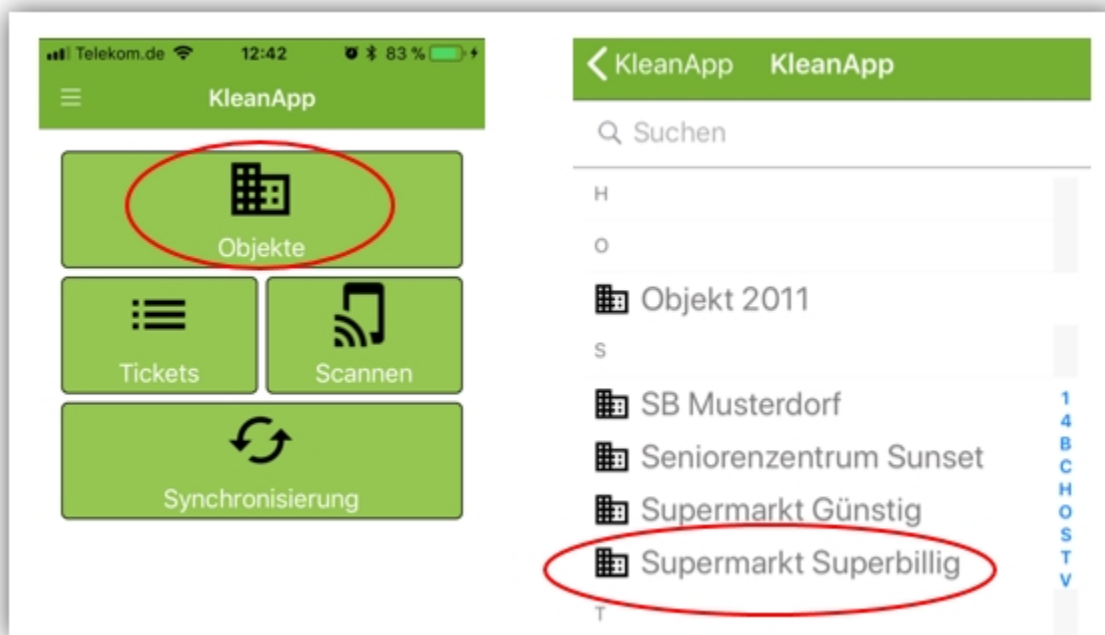 Telekom.de 12:42 83 %
KleanApp
Objekte
Tickets Scannen
Synchronisierung
KleanApp KleanApp
Suchen
H
O
Objekt 2011
S
SB Musterdorf
Seniorenzentrum Sunset
Supermarkt Günstig
Supermarkt Superbillig
T
1
4
B
C
H
O
S
T
V